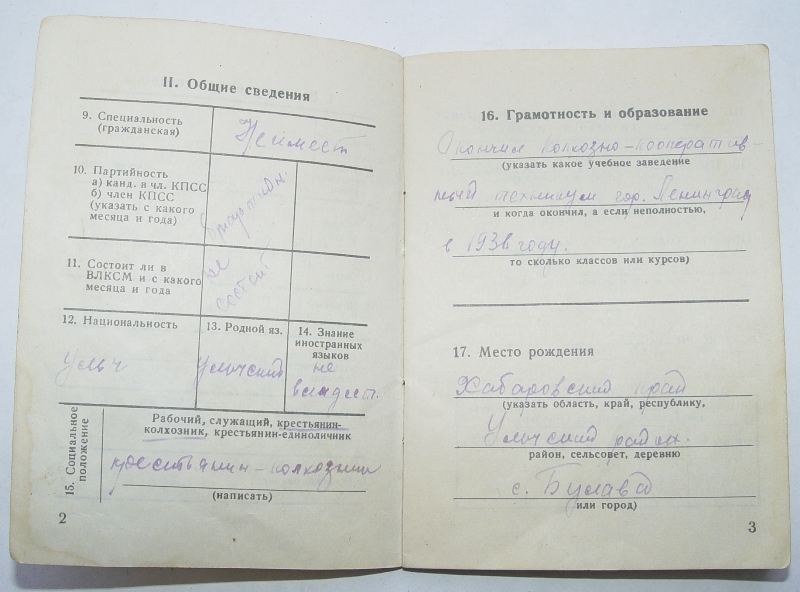 II. Общие сведения
9. Специальность
(гражданская)
10. Партийность
а) канд. в чл. КПСС
б) член КПСС
(указать с какого
месяца и года)
11. Состоит ли в
ВЛКСМ и с какого
месяца и года
не
состоит
12. Национальность
ульч
13. Родной яз.
ульчский
14. Знание
иностранных
языков
не
владеет.
15. Социальное
положение
Рабочий, служащий, крестьянин-
колхозник, крестьянин-единоличник
крестьянин-колхозник
(написать)
2
16. Грамотность и образование
Окончил колхозно-кооператив-
(указать какое учебное заведение
ный техникум гор. Ленинград
и когда окончил, а если неполностью,
в 1938 году.
то сколько классов или курсов)
17. Место рождения
Хабаровский край
(указать область, край, республику,
Ульчский район.
район, сельсовет, деревню
с. Булава
или город)
3